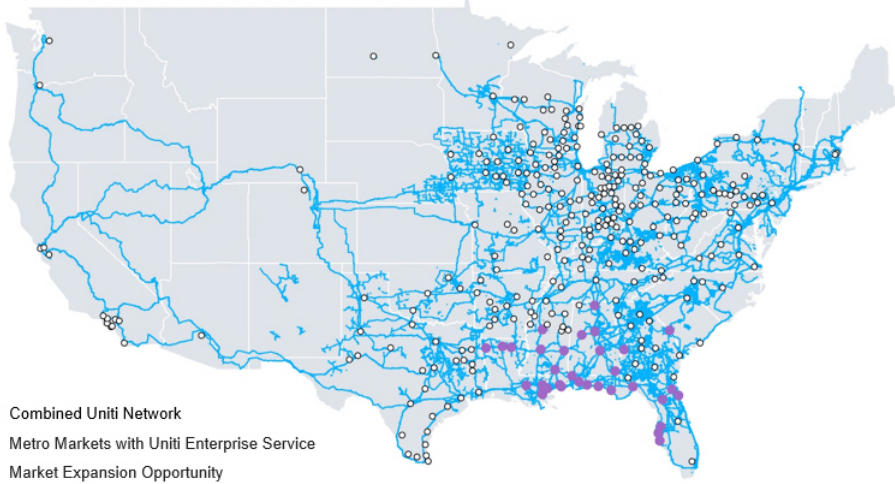 Combined Uniti Network
Metro Markets with Uniti Enterprise Service
Market Expansion Opportunity